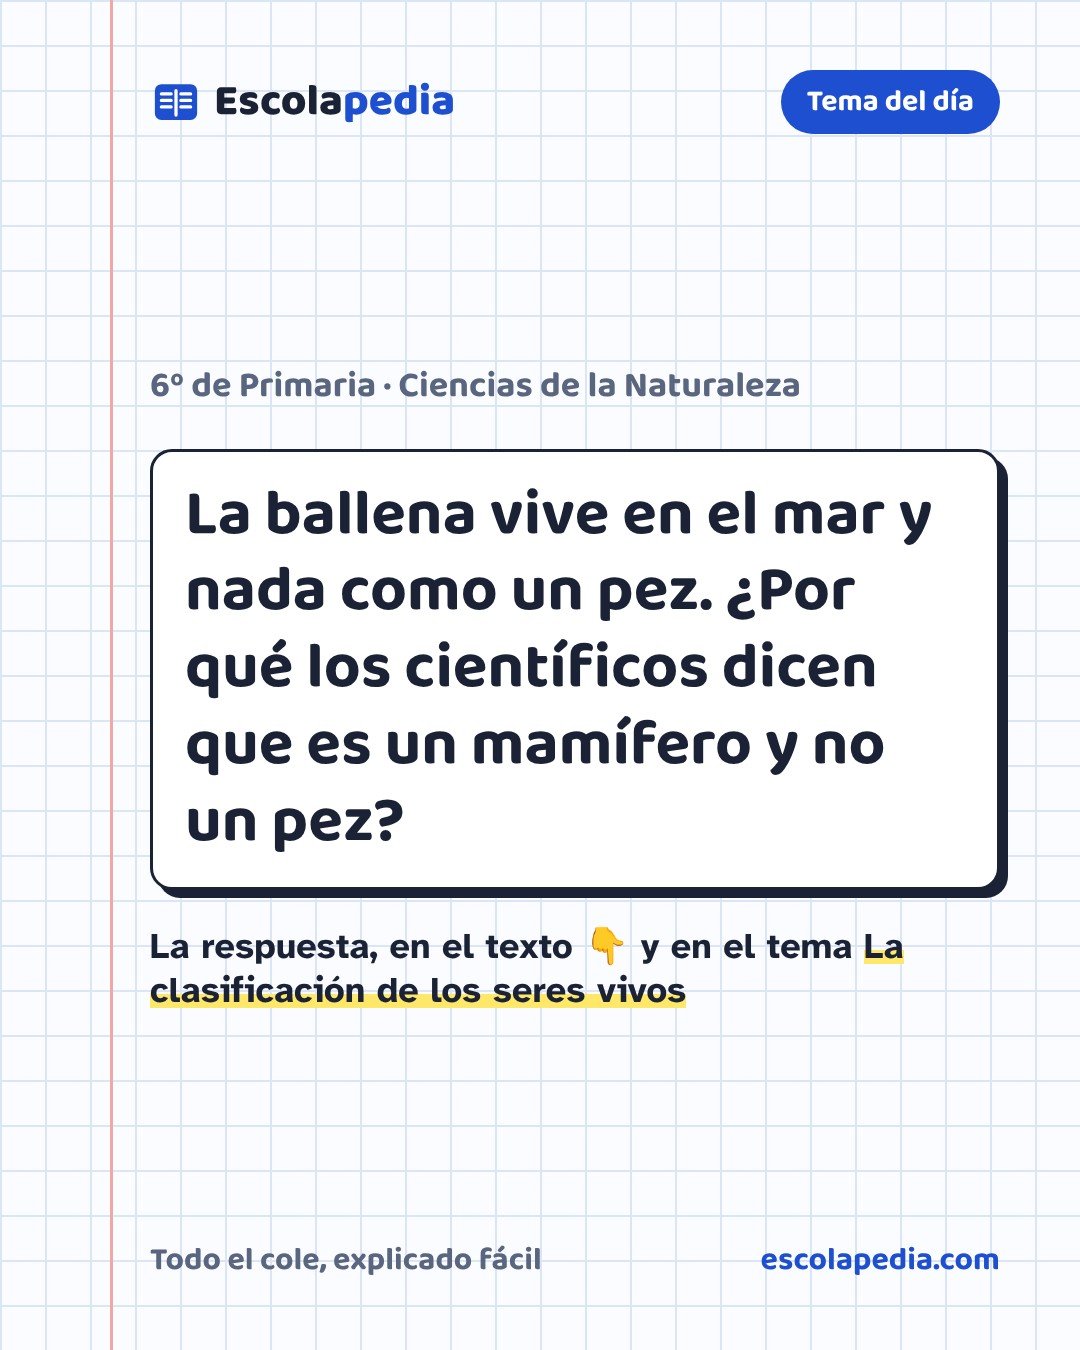 Escolapedia
Tema del día
6º de Primaria · Ciencias de la Naturaleza
La ballena vive en el mar y
nada como un pez. ¿Por
qué los científicos dicen
que es un mamífero y no
un pez?
La respuesta, en el texto 👇 y en el tema La
clasificación de los seres vivos
Todo el cole, explicado fácil
escolapedia.com